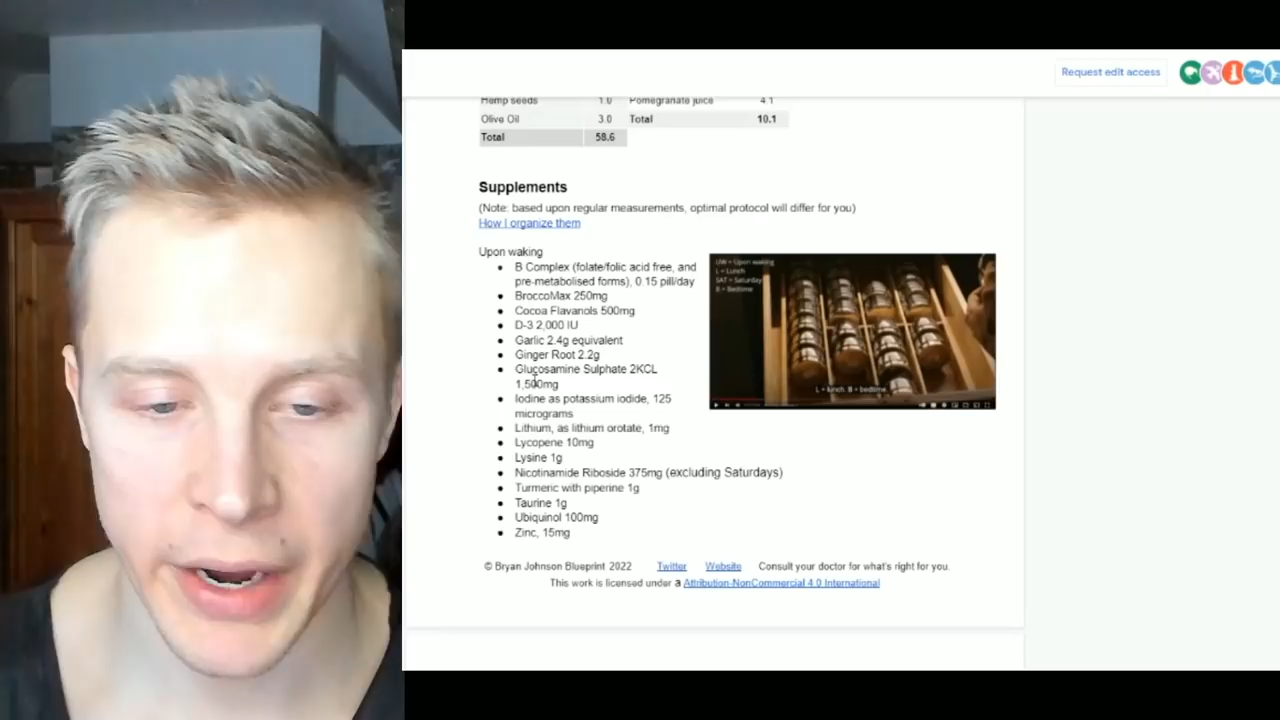 Request edit access
Hemp seeds 1.0 Pomegranate juice 4.1
Olive Oil 3.0 Total 10.1
Total 58.6
Supplements
(Note: based upon regular measurements, optimal protocol will differ for you)
How I organize them
Upon waking
B Complex (folate/folic acid free, and
pre-metabolised forms), 0.15 pill/day
BroccoMax 250mg
Cocoa Flavanols 500mg
D-3 2,000 IU
Garlic 2.4g equivalent
Ginger Root 2.2g
Glucosamine Sulphate 2KCL
1,500mg
Iodine as potassium iodide, 125
micrograms
Lithium, as lithium orotate, 1mg
Lycopene 10mg
Lysine 1g
Nicotinamide Riboside 375mg (excluding Saturdays)
Turmeric with piperine 1g
Taurine 1g
Ubiquinol 100mg
Zinc, 15mg
UW = Upon waking
L = Lunch
SAT = Saturday
B = Bedtime
L = lunch. B = bedtime
© Bryan Johnson Blueprint 2022 Twitter Website Consult your doctor for what's right for you.
This work is licensed under a Attribution-NonCommercial 4.0 International